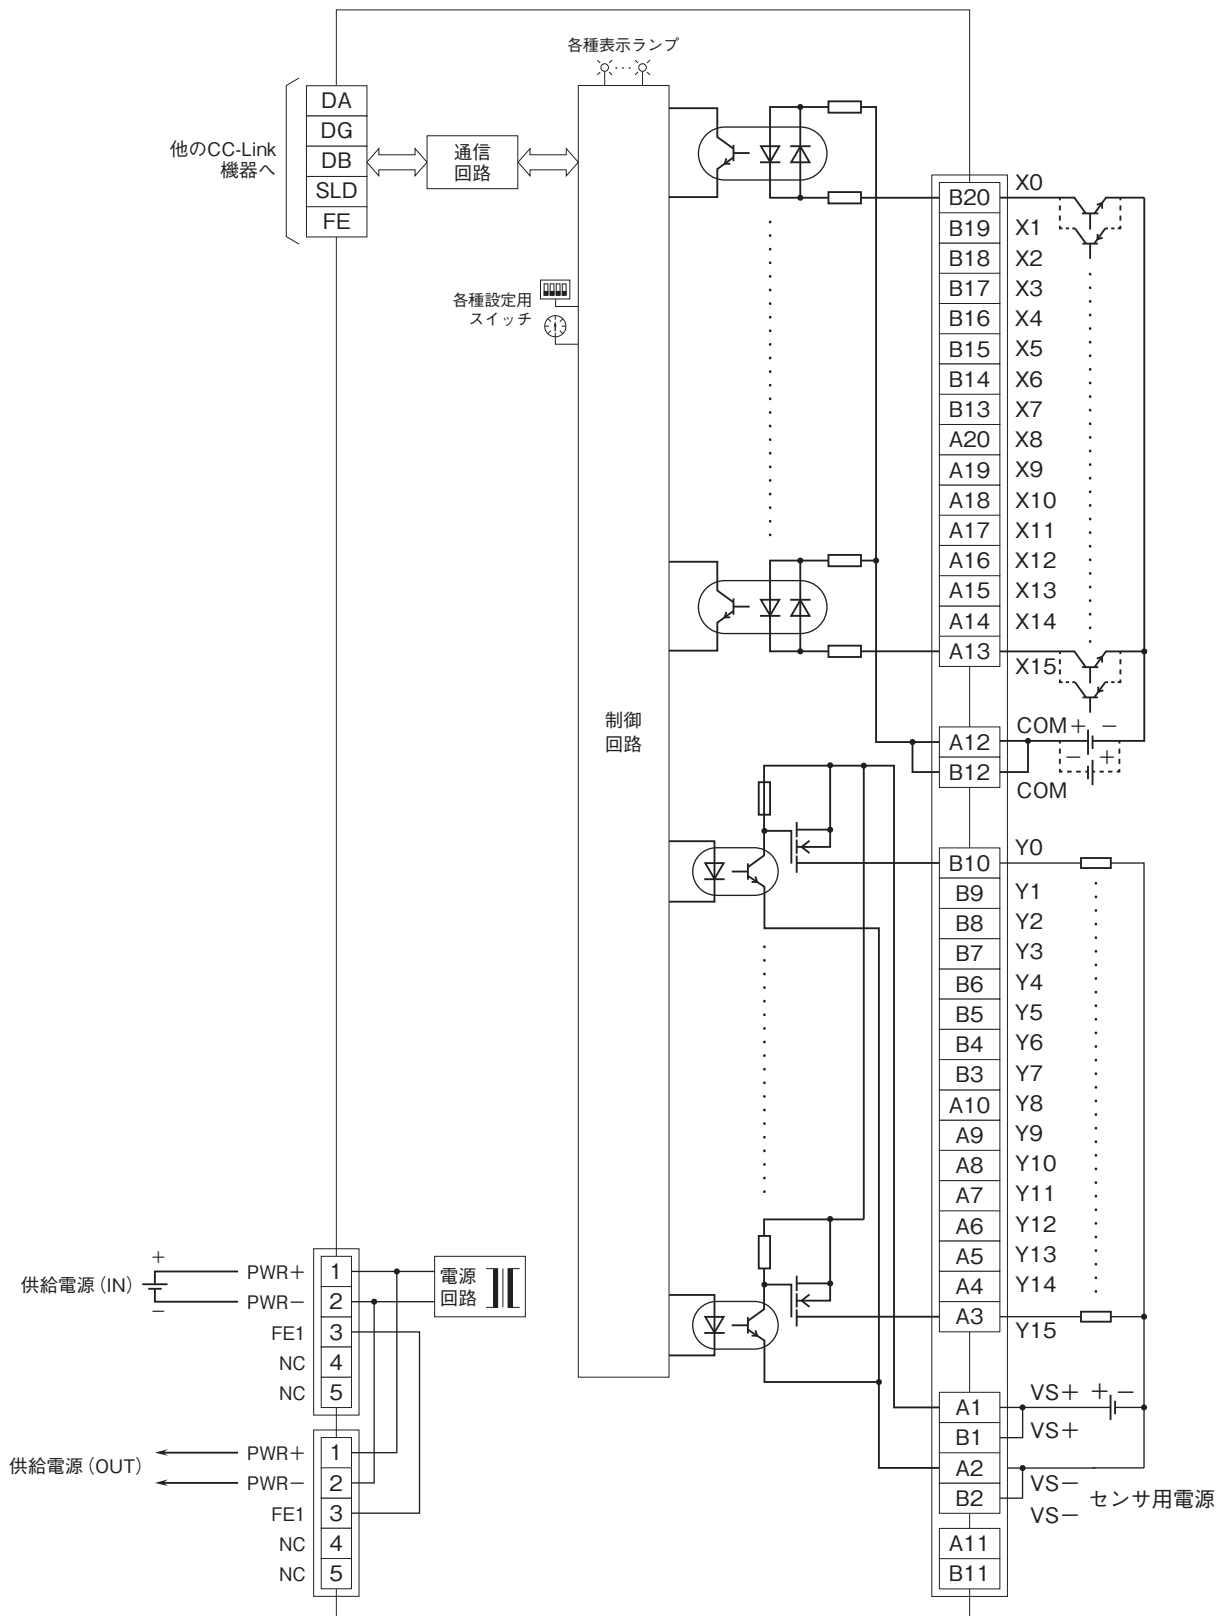 各種表示ランプ
DA
DG
DB
SLD
FE
他のCC-Link
機器へ
通信
回路
各種設定用
スイッチ
制御
回路
B20 X0
B19 X1
B18 X2
B17 X3
B16 X4
B15 X5
B14 X6
B13 X7
A20 X8
A19 X9
A18 X10
A17 X11
A16 X12
A15 X13
A14 X14
A13 X15
A12 COM + −
B12 COM − +
B10 Y0
B9 Y1
B8 Y2
B7 Y3
B6 Y4
B5 Y5
B4 Y6
B3 Y7
A10 Y8
A9 Y9
A8 Y10
A7 Y11
A6 Y12
A5 Y13
A4 Y14
A3 Y15
A1 VS+ + −
B1 VS+
A2 VS−
B2 VS−
センサ用電源
A11
B11
供給電源(IN)
+
−
PWR+ 1
PWR− 2
FE1 3
NC 4
NC 5
電源
回路
供給電源(OUT)
PWR+ 1
PWR− 2
FE1 3
NC 4
NC 5